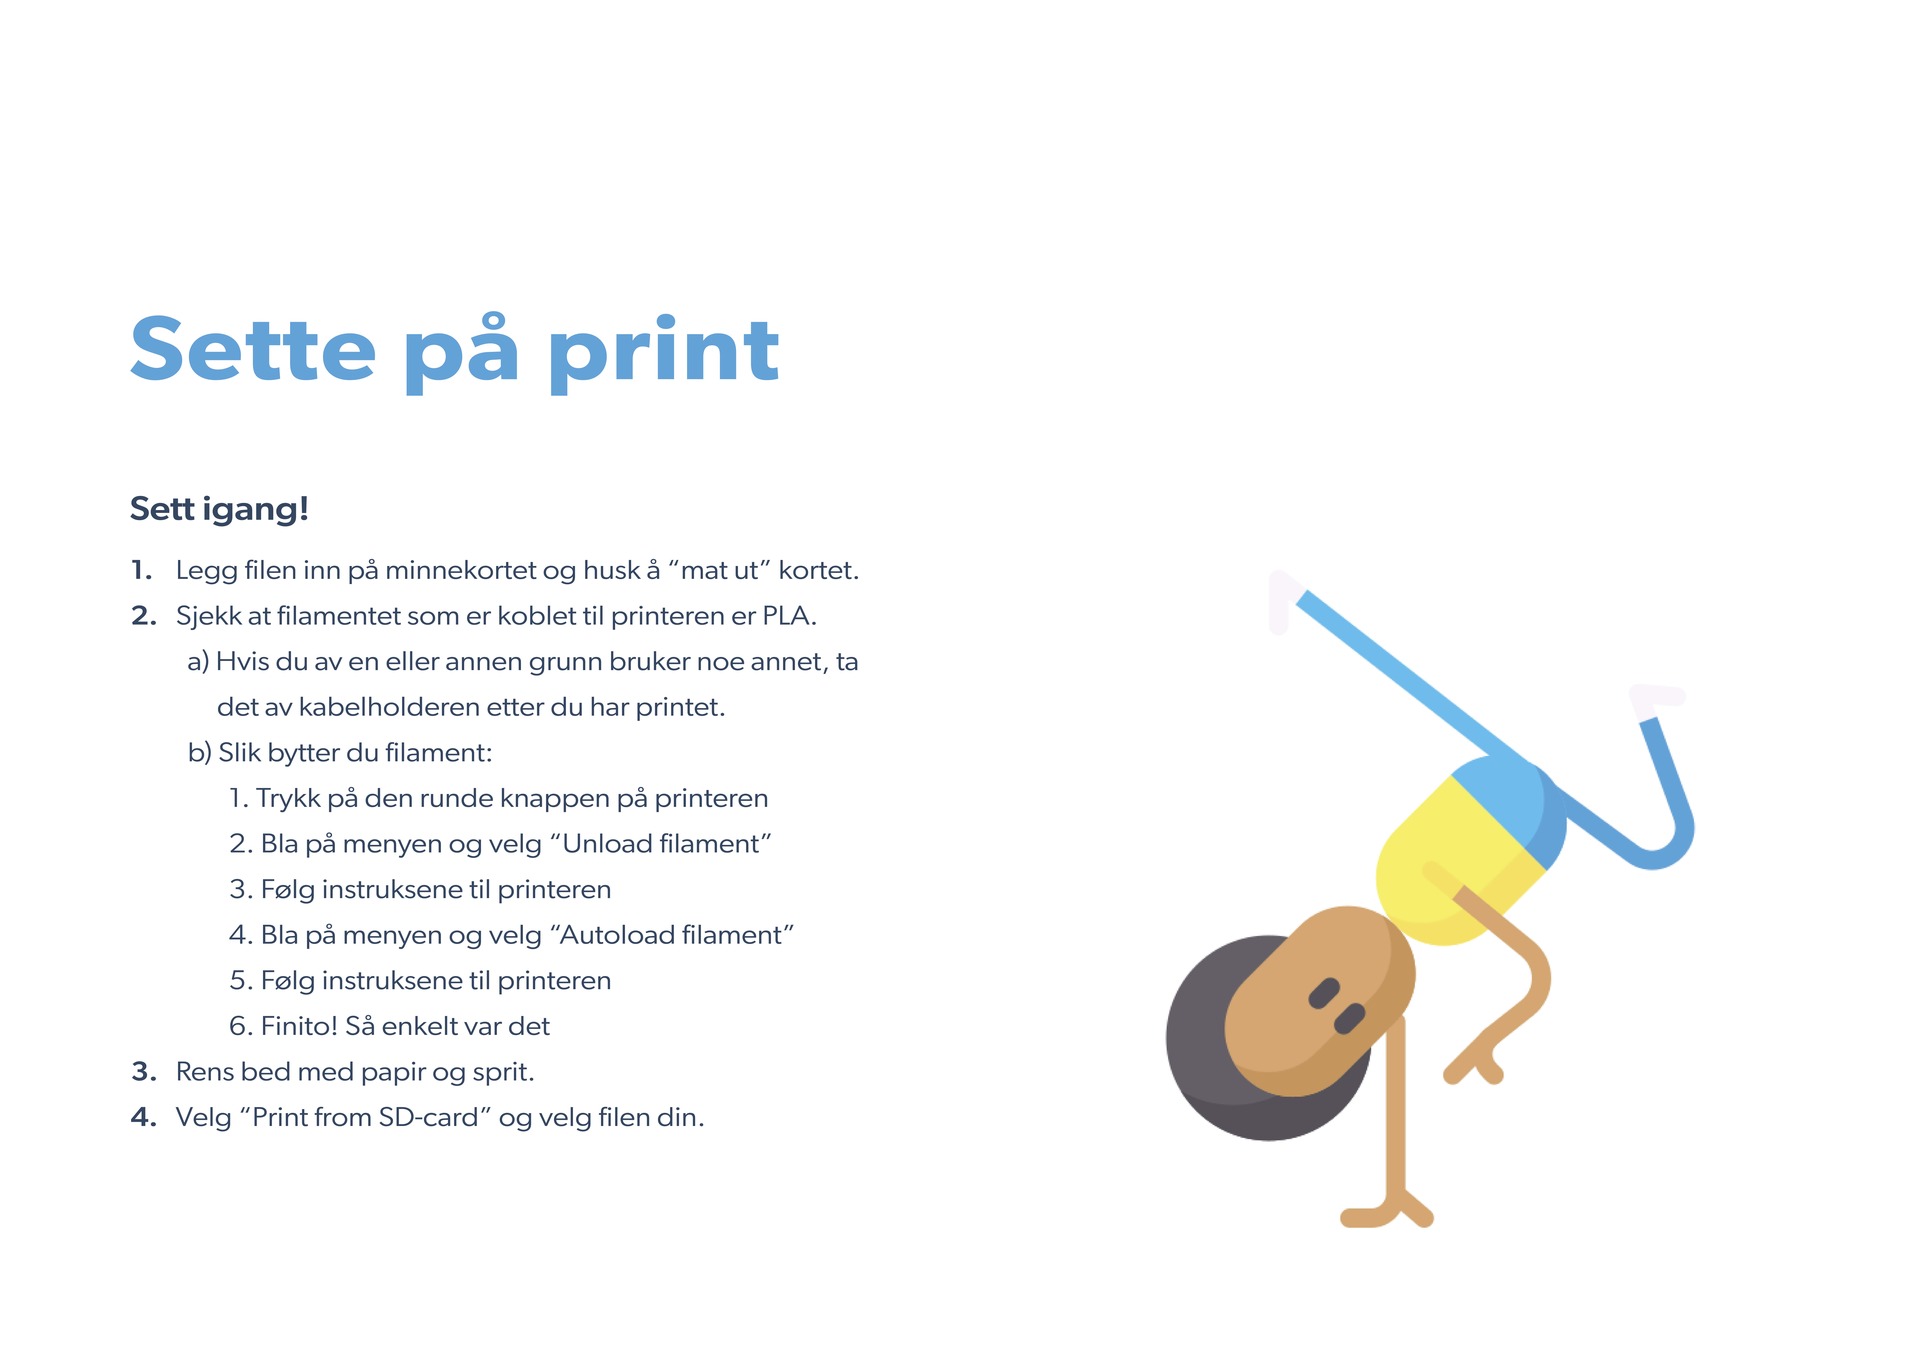 Sette på print
Sett igang!
1. Legg filen inn på minnekortet og husk å “mat ut” kortet.
2. Sjekk at filamentet som er koblet til printeren er PLA.
a) Hvis du av en eller annen grunn bruker noe annet, ta
det av kabelholderen etter du har printet.
b) Slik bytter du filament:
1. Trykk på den runde knappen på printeren
2. Bla på menyen og velg “Unload filament”
3. Følg instruksene til printeren
4. Bla på menyen og velg “Autoload filament”
5. Følg instruksene til printeren
6. Finito! Så enkelt var det
3. Rens bed med papir og sprit.
4. Velg “Print from SD-card” og velg filen din.